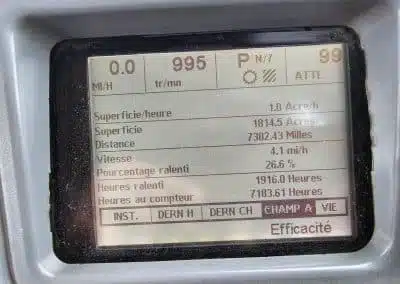 0.0 995 P N/7 99
MI/H tr/mn ATTL
Superficie/heure 1.0 Acre/h
Superficie 1814.5 Acres
Distance 7302.43 Milles
Vitesse 4.1 mi/h
Pourcentage ralenti 26.6 %
Heures ralenti 1916.0 Heures
Heures au compteur 7103.61 Heures
INST. DERN H DERN CH CHAMP A VIE
Efficacité